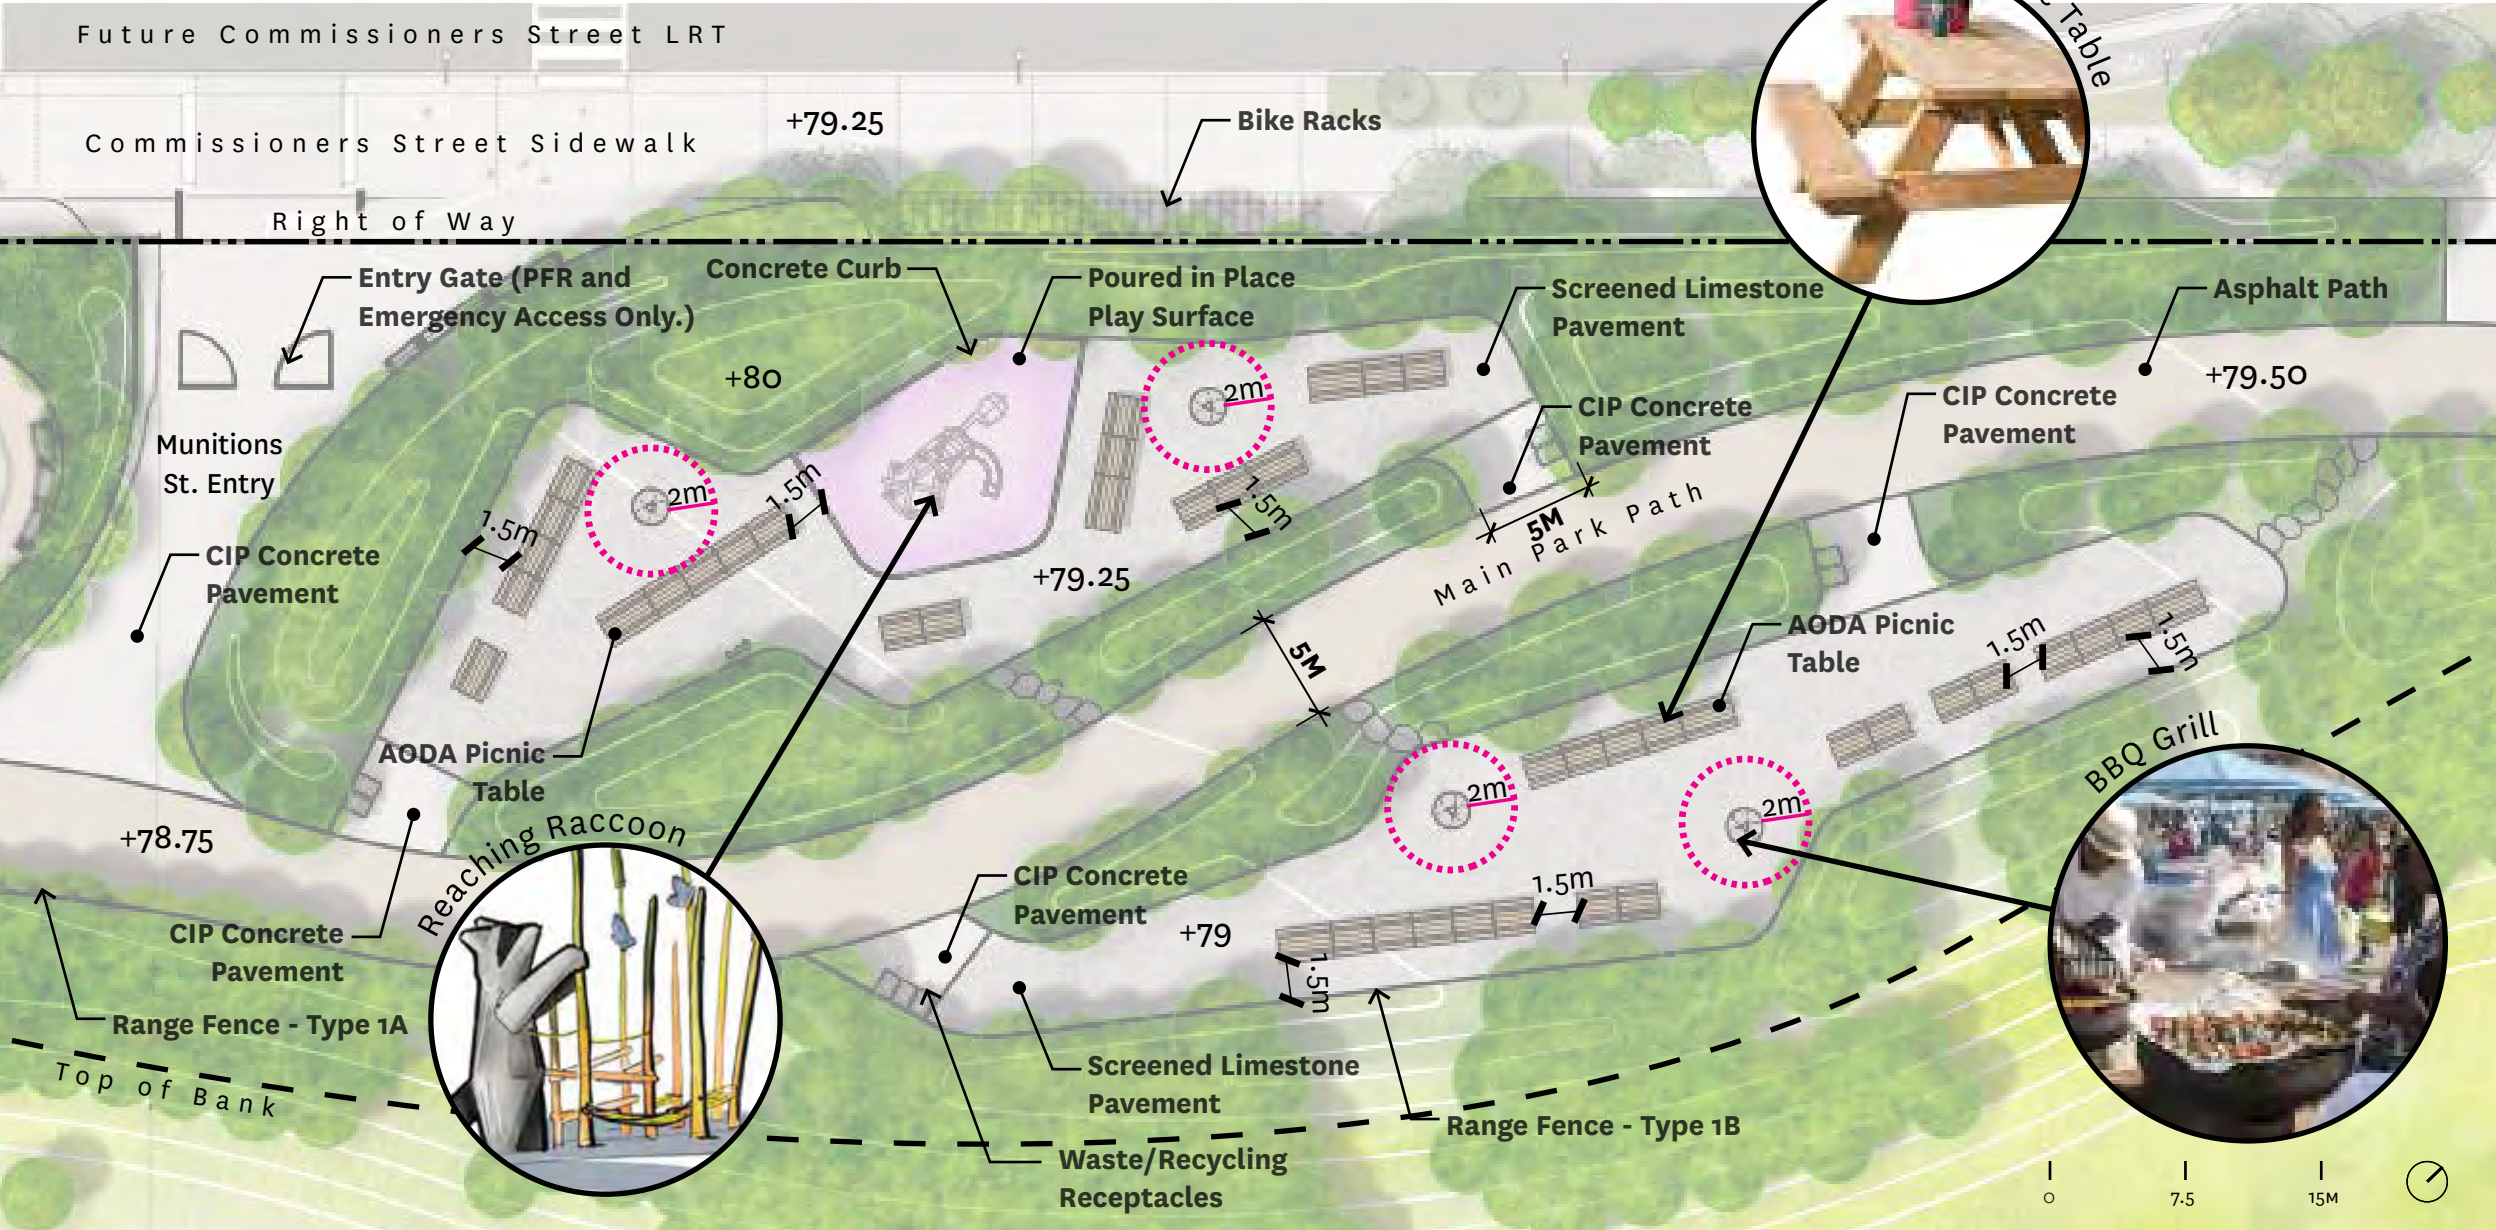 Future Commissioners Street LRT
Table
Commissioners Street Sidewalk
+79.25
Bike Racks
Right of Way
Entry Gate (PFR and
Emergency Access Only.)
Concrete Curb
Poured in Place
Play Surface
Screened Limestone
Pavement
Asphalt Path
+80
2m
+79.50
CIP Concrete
Pavement
CIP Concrete
Pavement
Munitions
St. Entry
2m
1.5m
1.5m
1.5m
5M
Main Park Path
CIP Concrete
Pavement
+79.25
5M
AODA Picnic
Table
1.5m
1.5m
AODA Picnic
Table
BBQ Grill
2m
2m
+78.75
Reaching Raccoon
CIP Concrete
Pavement
1.5m
CIP Concrete
Pavement
+79
1.5m
Range Fence - Type 1A
Top of Bank
Screened Limestone
Pavement
Range Fence - Type 1B
Waste/Recycling
Receptacles
0 7.5 15M